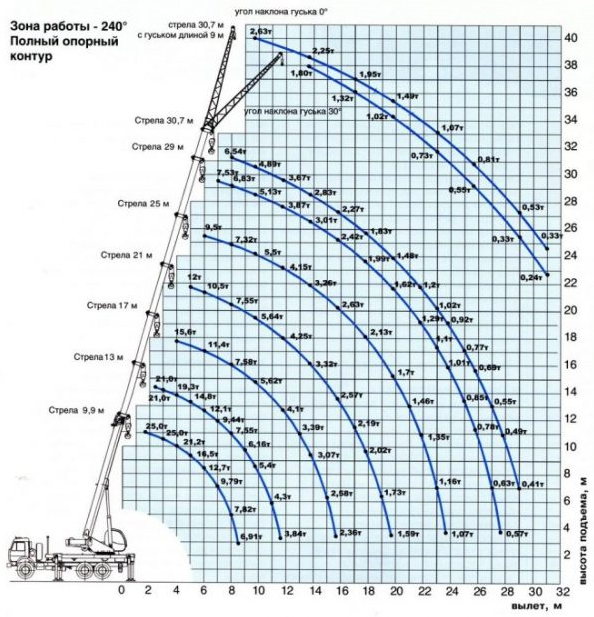 Зона работы - 240°
Полный опорный
контур
угол наклона гуська 0°
стрела 30,7 м
с гуськом длиной 9 м
угол наклона гуська 30°
Стрела 30,7 м
Стрела 29 м
Стрела 25 м
Стрела 21 м
Стрела 17 м
Стрела13 м
Стрела 9,9 м
2,63т
2,25т
1,95т
1,49т
1,07т
0,81т
0,53т
0,33т
1,80т
1,32т
1,02т
0,73т
0,55т
0,33т
0,24т
6,54т
4,89т
3,67т
2,83т
2,27т
1,83т
1,48т
1,2т
1,02т
0,92т
0,77т
0,69т
0,55т
0,49т
0,41т
7,53т
6,83т
5,13т
3,87т
3,01т
2,42т
1,99т
1,62т
1,29т
1,1т
1,01т
0,85т
0,78т
0,63т
0,57т
9,5т
7,32т
5,5т
4,15т
3,26т
2,63т
2,13т
1,7т
1,46т
1,35т
1,16т
1,07т
12т
10,5т
7,55т
5,64т
4,25т
3,32т
2,57т
2,19т
2,02т
1,73т
1,59т
15,6т
11,4т
7,58т
5,62т
4,1т
3,39т
3,07т
2,58т
2,36т
21,0т
21,0т
19,3т
14,8т
12,1т
9,44т
7,55т
6,16т
5,4т
4,3т
3,84т
25,0т
25,0т
21,2т
16,5т
12,7т
9,79т
7,82т
6,91т
40
38
36
34
32
30
28
26
24
22
20
18
16
14
12
10
8
6
4
2
высота подъема, м
0 2 4 6 8 10 12 14 16 18 20 22 24 26 28 30 32
вылет, м